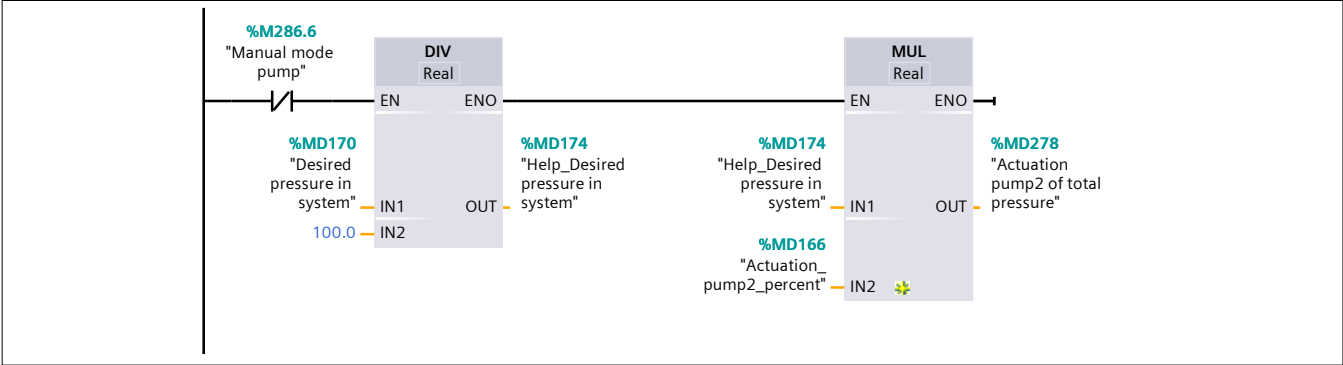 %M286.6
"Manual mode
pump"
DIV
Real
EN ENO
%MD170
"Desired
pressure in
system"
IN1
100.0
IN2
OUT
%MD174
"Help_Desired
pressure in
system"
MUL
Real
EN ENO
%MD174
"Help_Desired
pressure in
system"
IN1
%MD166
"Actuation_
pump2_percent"
IN2
OUT
%MD278
"Actuation
pump2 of total
pressure"